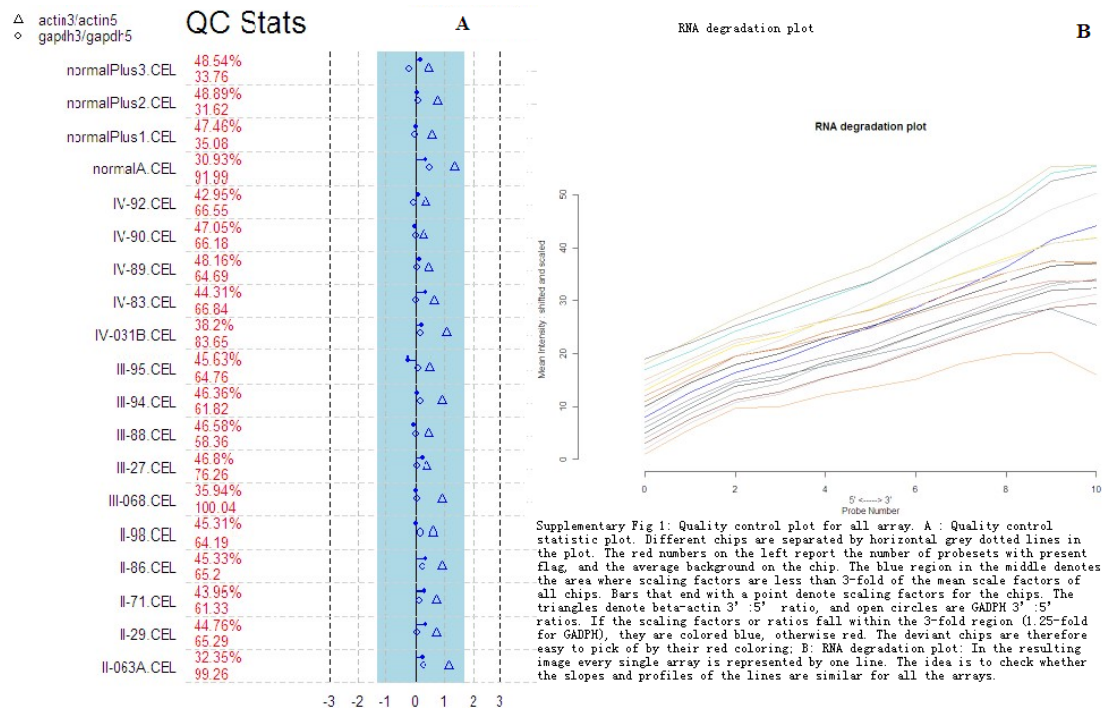 △ actin3/actin5
○ gapdh3/gapdh5
QC Stats
A
normalPlus3.CEL
48.54%
33.76
normalPlus2.CEL
48.89%
31.62
normalPlus1.CEL
47.46%
35.08
normalA.CEL
30.93%
91.99
IV-92.CEL
42.95%
66.55
IV-90.CEL
47.05%
66.18
IV-89.CEL
48.16%
64.69
IV-83.CEL
44.31%
66.84
IV-031B.CEL
38.2%
83.65
III-95.CEL
45.63%
64.76
III-94.CEL
46.36%
61.82
III-88.CEL
46.58%
58.36
III-27.CEL
46.8%
76.26
III-068.CEL
35.94%
100.04
II-98.CEL
45.31%
64.19
II-86.CEL
45.33%
65.2
II-71.CEL
43.95%
61.33
II-29.CEL
44.76%
65.29
II-063A.CEL
32.35%
99.26
-3 -2 -1 0 1 2 3
RNA degradation plot
B
RNA degradation plot
Mean Intensity : shifted and scaled
50
40
30
20
10
0
0 2 4 6 8 10
5' <-----> 3'
Probe Number
Supplementary Fig 1: Quality control plot for all array. A : Quality control
statistic plot. Different chips are separated by horizontal grey dotted lines in
the plot. The red numbers on the left report the number of probesets with present
flag, and the average background on the chip. The blue region in the middle denotes
the area where scaling factors are less than 3-fold of the mean scale factors of
all chips. Bars that end with a point denote scaling factors for the chips. The
triangles denote beta-actin 3' :5' ratio, and open circles are GADPH 3' :5'
ratios. If the scaling factors or ratios fall within the 3-fold region (1.25-fold
for GADPH), they are colored blue, otherwise red. The deviant chips are therefore
easy to pick of by their red coloring; B: RNA degradation plot: In the resulting
image every single array is represented by one line. The idea is to check whether
the slopes and profiles of the lines are similar for all the arrays.